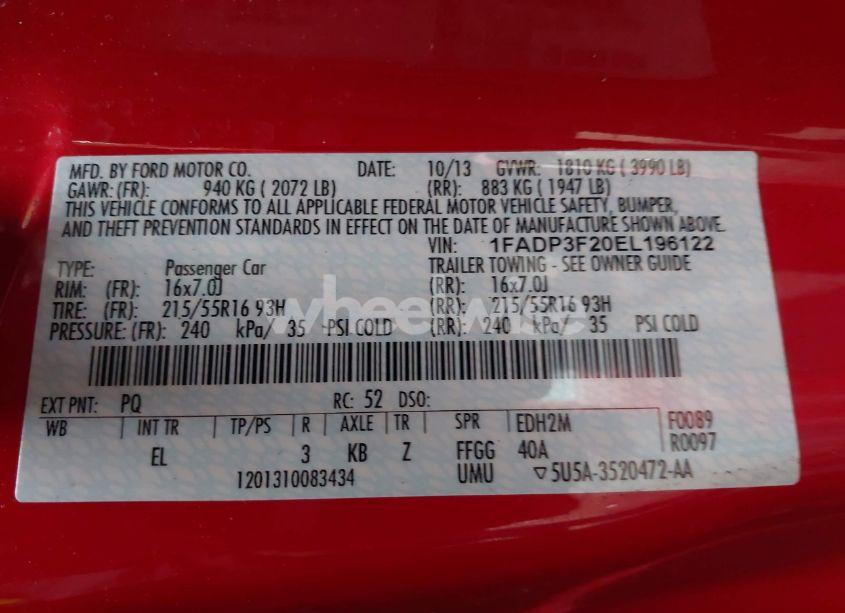 MFD. BY FORD MOTOR CO. DATE: 10/13 GVWR: 1810 KG ( 3990 LB)
GAWR: (FR): 940 KG ( 2072 LB) (RR): 883 KG ( 1947 LB)
THIS VEHICLE CONFORMS TO ALL APPLICABLE FEDERAL MOTOR VEHICLE SAFETY, BUMPER,
AND THEFT PREVENTION STANDARDS IN EFFECT ON THE DATE OF MANUFACTURE SHOWN ABOVE.
VIN: 1FADP3F20EL196122
TYPE: Passenger Car TRAILER TOWING - SEE OWNER GUIDE
RIM: (FR): 16x7.0J (RR): 16x7.0J
TIRE: (FR): 215/55R16 93H (RR): 215/55R16 93H
PRESSURE: (FR): 240 kPa/ 35 PSI COLD (RR): 240 kPa/ 35 PSI COLD
EXT PNT: PQ RC: 52 DSO:
WB INT TR TP/PS R AXLE TR SPR EDH2M F0089
EL 3 KB Z FFGG 40A R0097
1201310083434 UMU ▽5U5A-3520472-AA